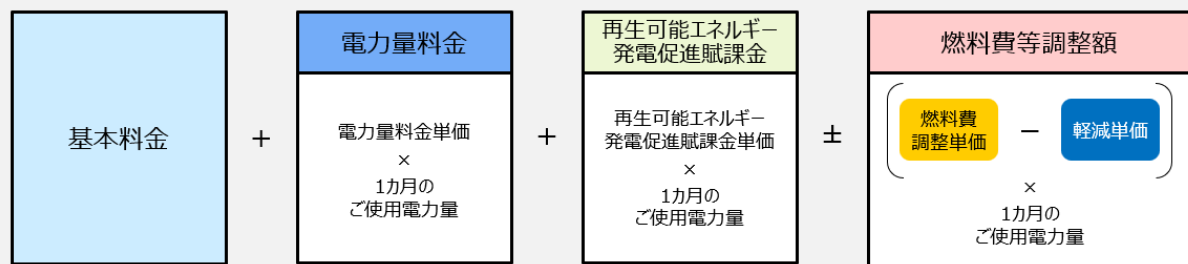 基本料金
+
電力量料金
電力量料金単価
×
1カ月の
ご使用電力量
+
再生可能エネルギー
発電促進賦課金
再生可能エネルギー
発電促進賦課金単価
×
1カ月の
ご使用電力量
±
燃料費等調整額
燃料費
調整単価
−
軽減単価
×
1カ月の
ご使用電力量